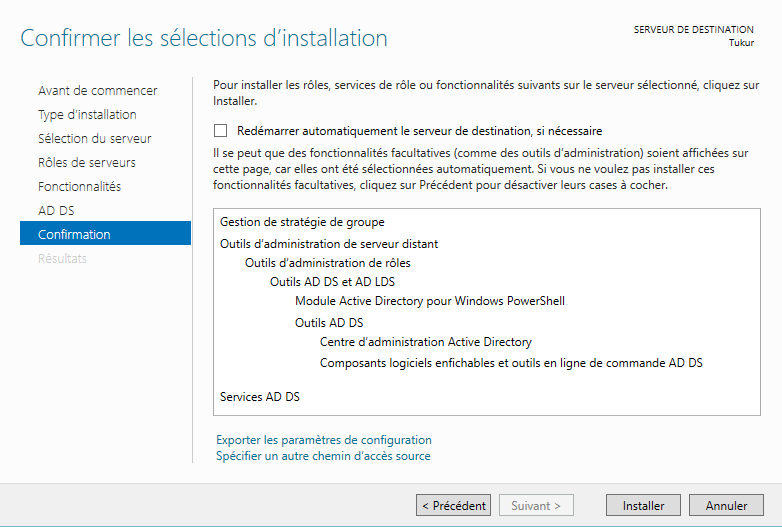 Confirmer les sélections d'installation
SERVEUR DE DESTINATION
Tukur
Avant de commencer
Type d'installation
Sélection du serveur
Rôles de serveurs
Fonctionnalités
AD DS
Confirmation
Résultats
Pour installer les rôles, services de rôle ou fonctionnalités suivants sur le serveur sélectionné, cliquez sur
Installer.
Redémarrer automatiquement le serveur de destination, si nécessaire
Il se peut que des fonctionnalités facultatives (comme des outils d'administration) soient affichées sur
cette page, car elles ont été sélectionnées automatiquement. Si vous ne voulez pas installer ces
fonctionnalités facultatives, cliquez sur Précédent pour désactiver leurs cases à cocher.
Gestion de stratégie de groupe
Outils d'administration de serveur distant
Outils d'administration de rôles
Outils AD DS et AD LDS
Module Active Directory pour Windows PowerShell
Outils AD DS
Centre d'administration Active Directory
Composants logiciels enfichables et outils en ligne de commande AD DS
Services AD DS
Exporter les paramètres de configuration
Spécifier un autre chemin d'accès source
< Précédent
Suivant >
Installer
Annuler